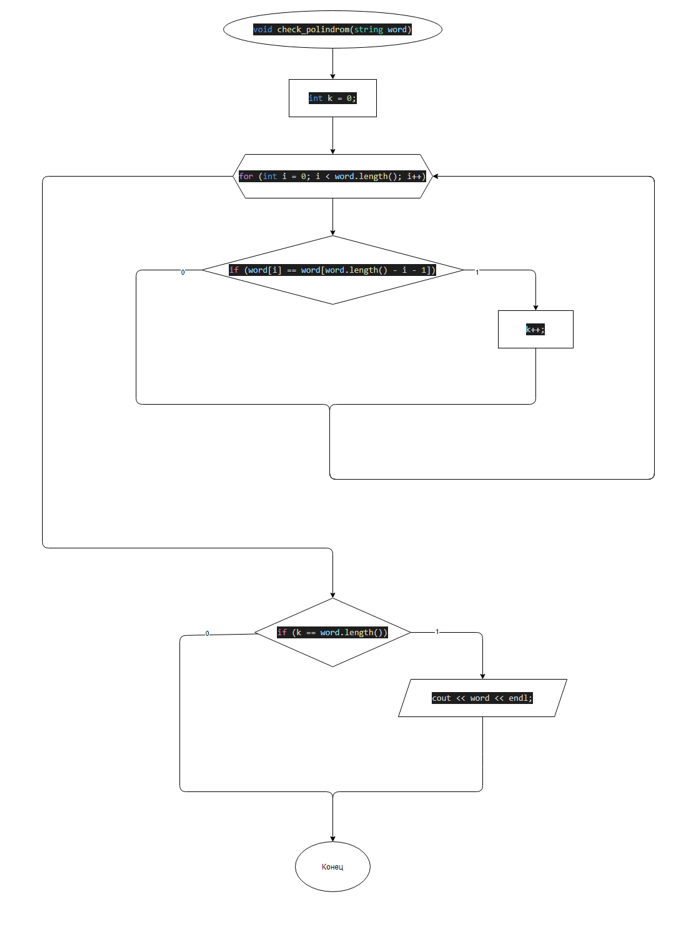 void check_polindrom(string word)
int k = 0;
for (int i = 0; i < word.length(); i++)
if (word[i] == word[word.length() - i - 1])
0
1
k++;
if (k == word.length())
0
1
cout << word << endl;
Конец